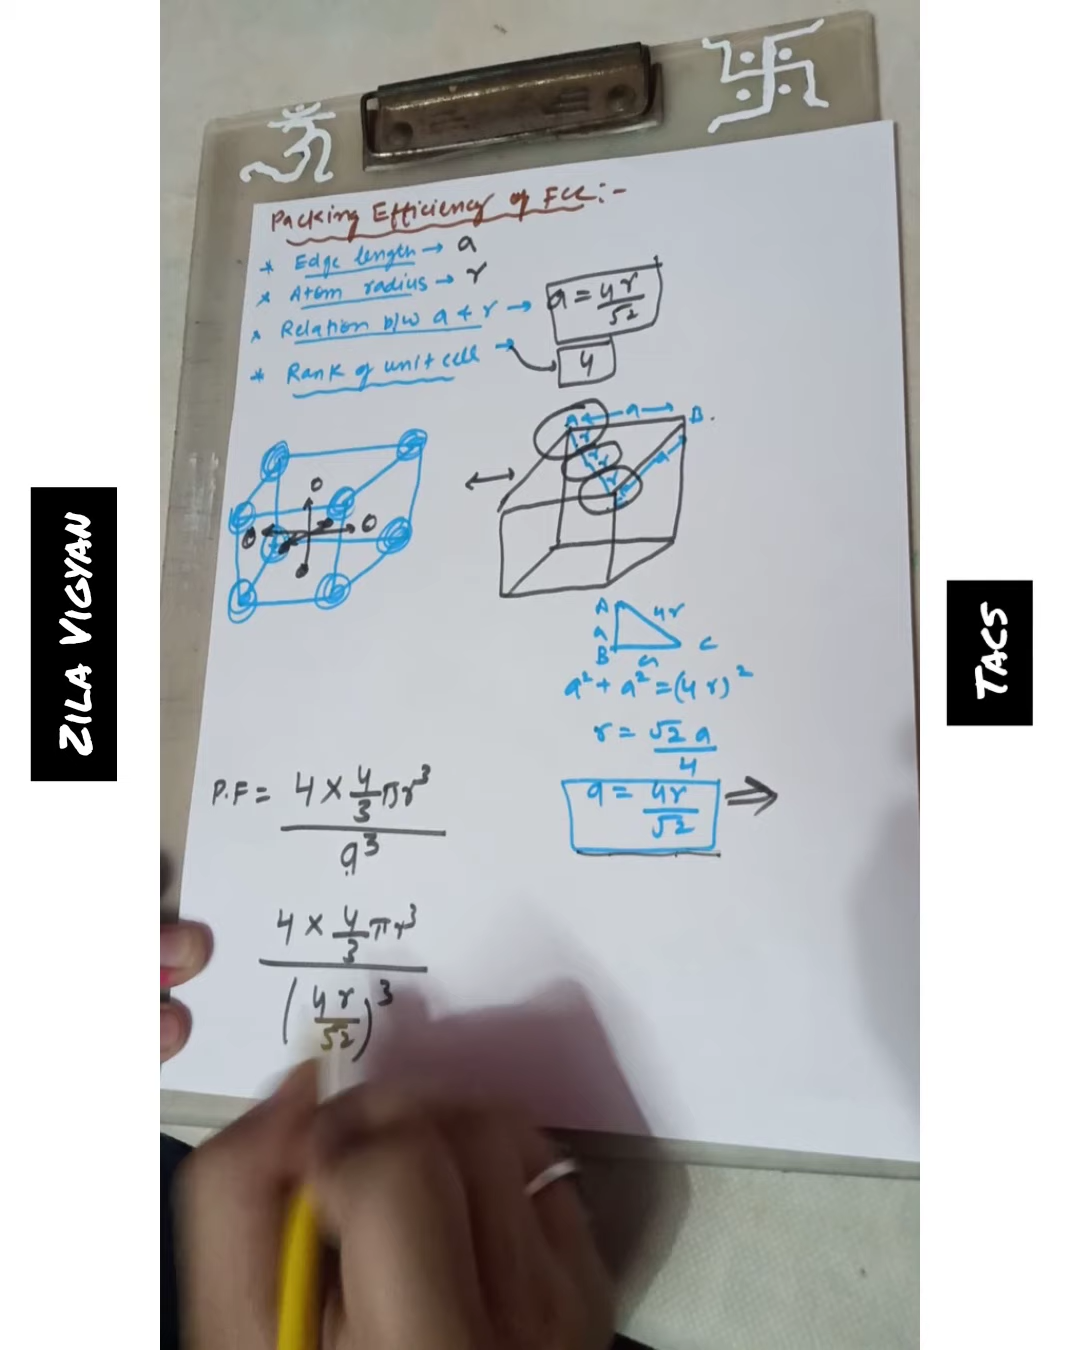 ॐ
卐
Packing Efficiency of FCC:-
* Edge length → a
* Atom radius → r
* Relation b/w a & r → a = 4r/√2
* Rank of unit cell → 4
A a B.
r
r
r
r
a
A 4r
a
B a C
a² + a² = (4r)²
r = √2 a/4
a = 4r/√2 ⇒
P.F = 4 × 4/3 πr³ / a³
4 × 4/3 πr³ / (4r/√2)³
ZILA VIGYAN
TACS